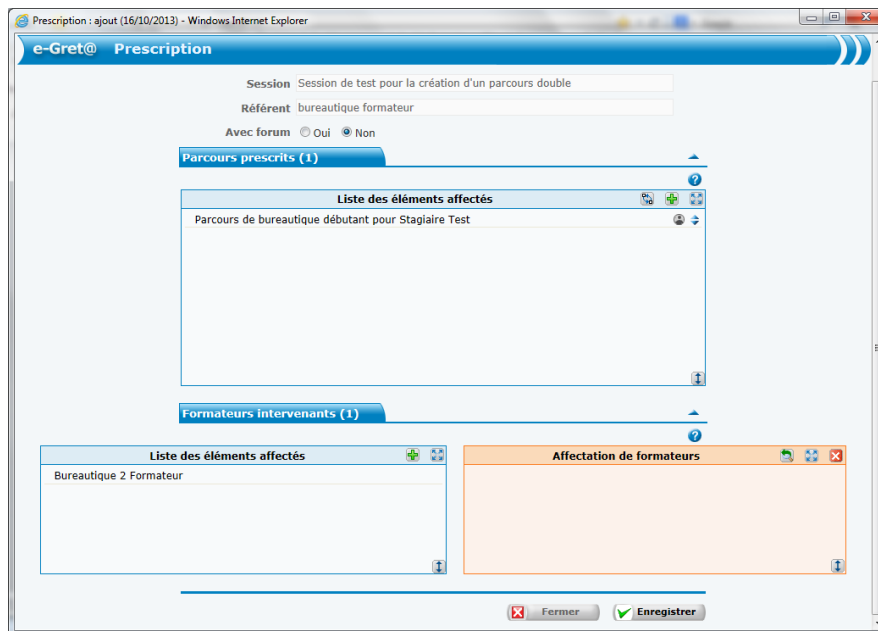 Prescription : ajout (16/10/2013) - Windows Internet Explorer
e-Gret@ Prescription
Session Session de test pour la création d'un parcours double
Référent bureautique formateur
Avec forum Oui Non
Parcours prescrits (1)
Liste des éléments affectés
Parcours de bureautique débutant pour Stagiaire Test
Formateurs intervenants (1)
Liste des éléments affectés
Bureautique 2 Formateur
Affectation de formateurs
Fermer Enregistrer